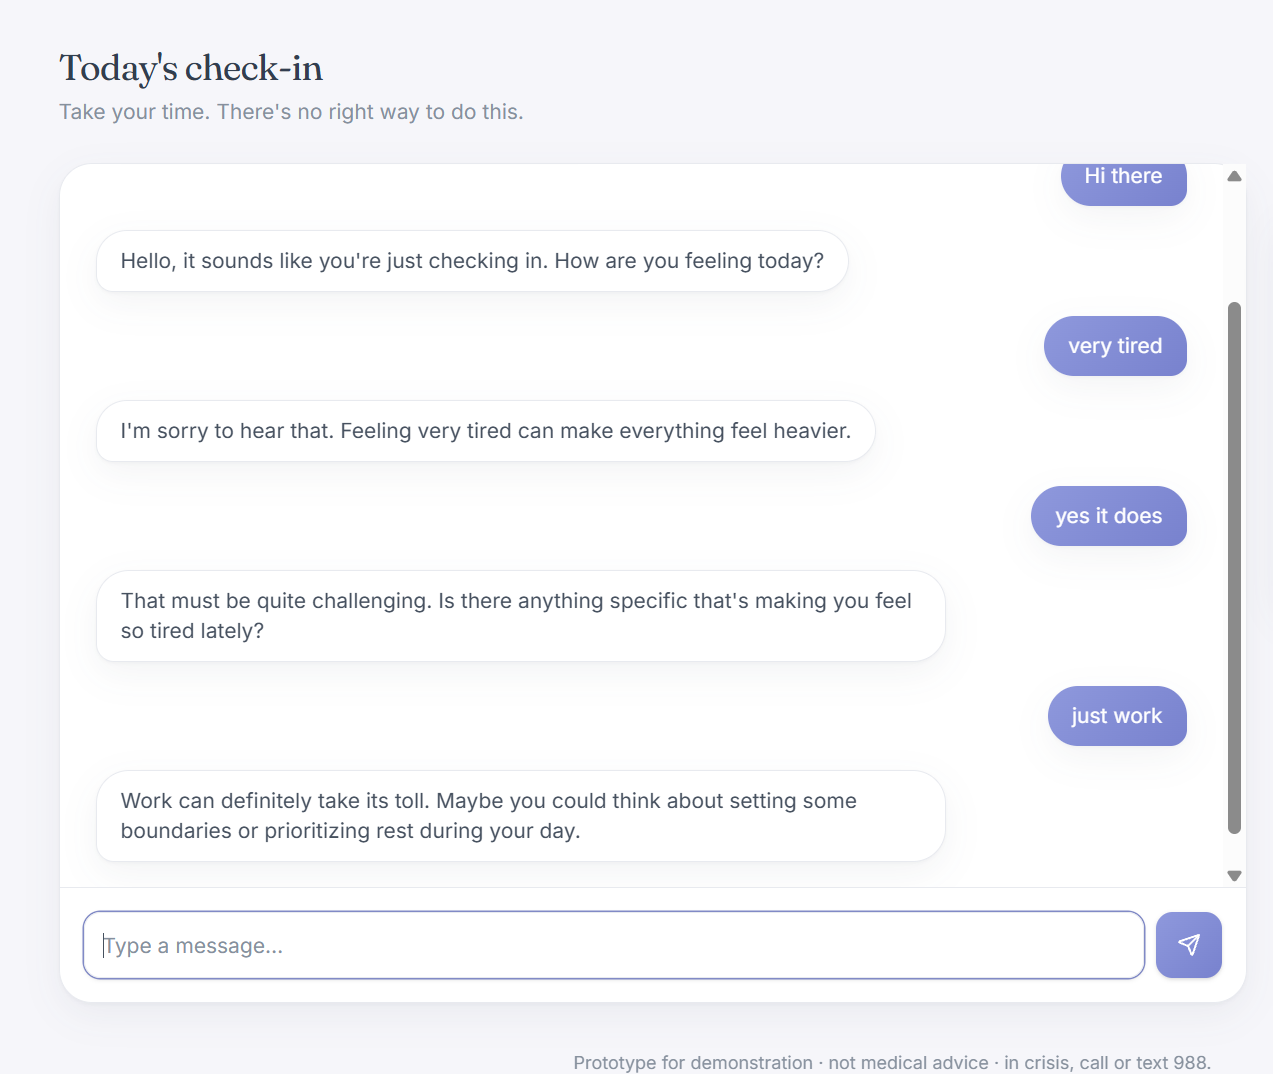 Today's check-in
Take your time. There's no right way to do this.
Hi there
Hello, it sounds like you're just checking in. How are you feeling today?
very tired
I'm sorry to hear that. Feeling very tired can make everything feel heavier.
yes it does
That must be quite challenging. Is there anything specific that's making you feel
so tired lately?
just work
Work can definitely take its toll. Maybe you could think about setting some
boundaries or prioritizing rest during your day.
Type a message...
Prototype for demonstration · not medical advice · in crisis, call or text 988.